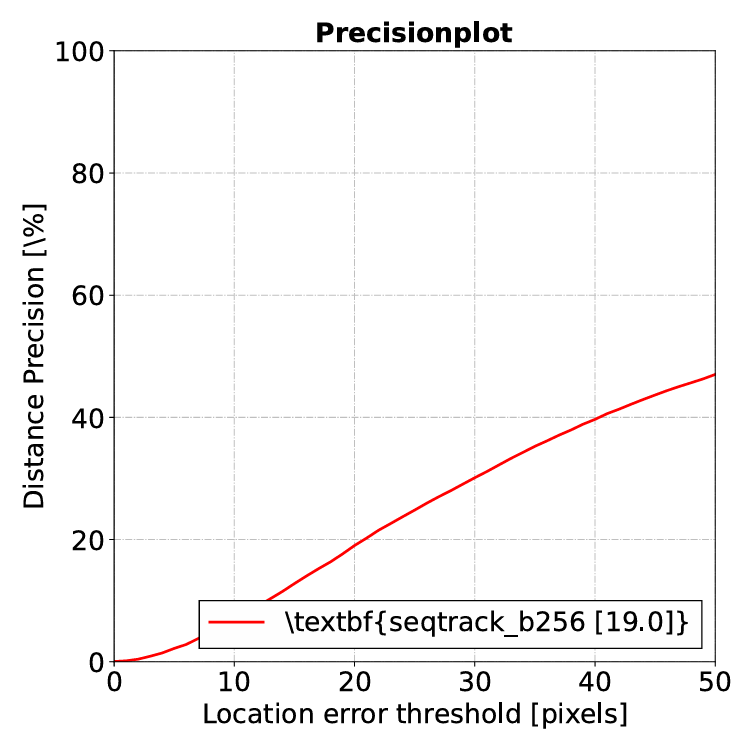 Precisionplot
100
80
60
40
20
0
Distance Precision [\%]
\textbf{seqtrack_b256 [19.0]}
0 10 20 30 40 50
Location error threshold [pixels]